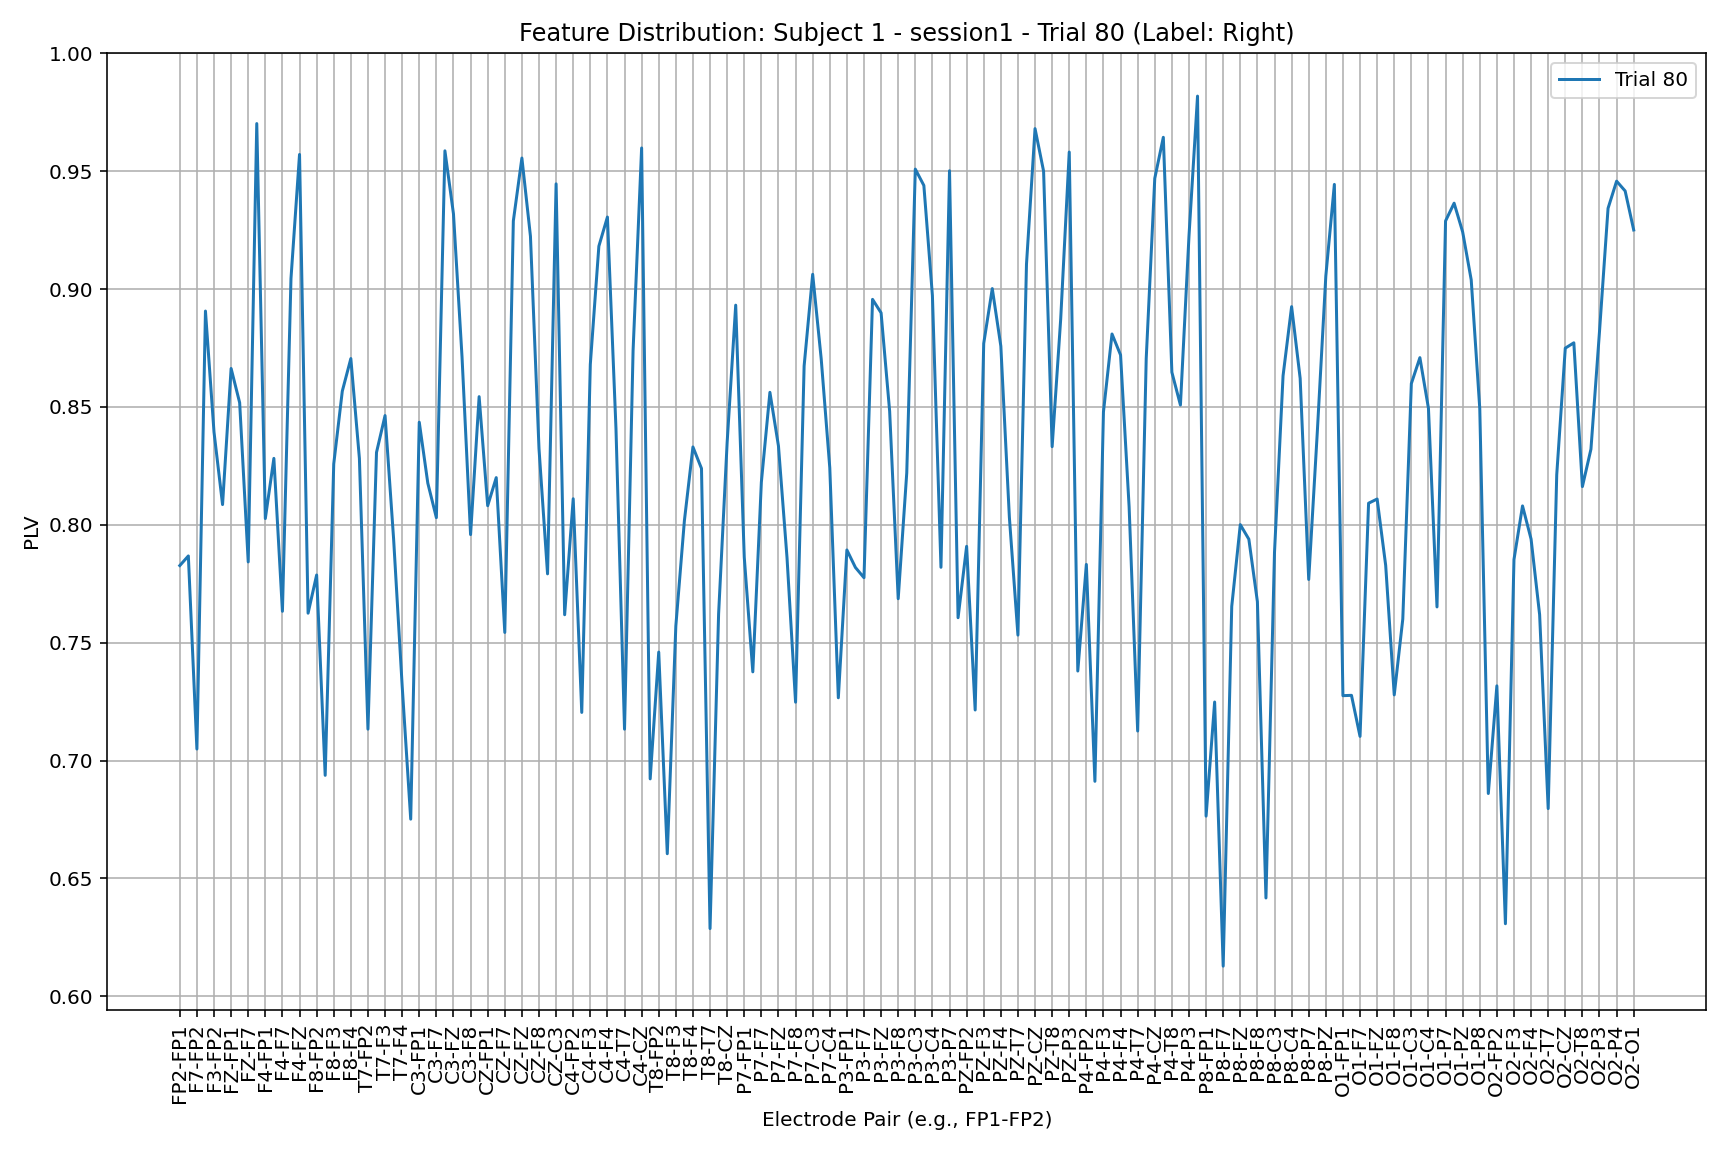 Feature Distribution: Subject 1 - session1 - Trial 80 (Label: Right)
Trial 80
PLV
1.00
0.95
0.90
0.85
0.80
0.75
0.70
0.65
0.60
FP2-FP1
F7-FP2
F3-FP2
FZ-FP1
FZ-F7
F4-FP1
F4-F7
F4-FZ
F8-FP2
F8-F3
F8-F4
T7-FP2
T7-F3
T7-F4
C3-FP1
C3-F7
C3-FZ
C3-F8
CZ-FP1
CZ-F7
CZ-FZ
CZ-F8
CZ-C3
C4-FP2
C4-F3
C4-F4
C4-T7
C4-CZ
T8-FP2
T8-F3
T8-F4
T8-T7
T8-CZ
P7-FP1
P7-F7
P7-FZ
P7-F8
P7-C3
P7-C4
P3-FP1
P3-F7
P3-FZ
P3-F8
P3-C3
P3-C4
P3-P7
PZ-FP2
PZ-F3
PZ-F4
PZ-T7
PZ-CZ
PZ-T8
PZ-P3
P4-FP2
P4-F3
P4-F4
P4-T7
P4-CZ
P4-T8
P4-P3
P8-FP1
P8-F7
P8-FZ
P8-F8
P8-C3
P8-C4
P8-P7
P8-PZ
O1-FP1
O1-F7
O1-FZ
O1-F8
O1-C3
O1-C4
O1-P7
O1-PZ
O1-P8
O2-FP2
O2-F3
O2-F4
O2-T7
O2-CZ
O2-T8
O2-P3
O2-P4
O2-O1
Electrode Pair (e.g., FP1-FP2)